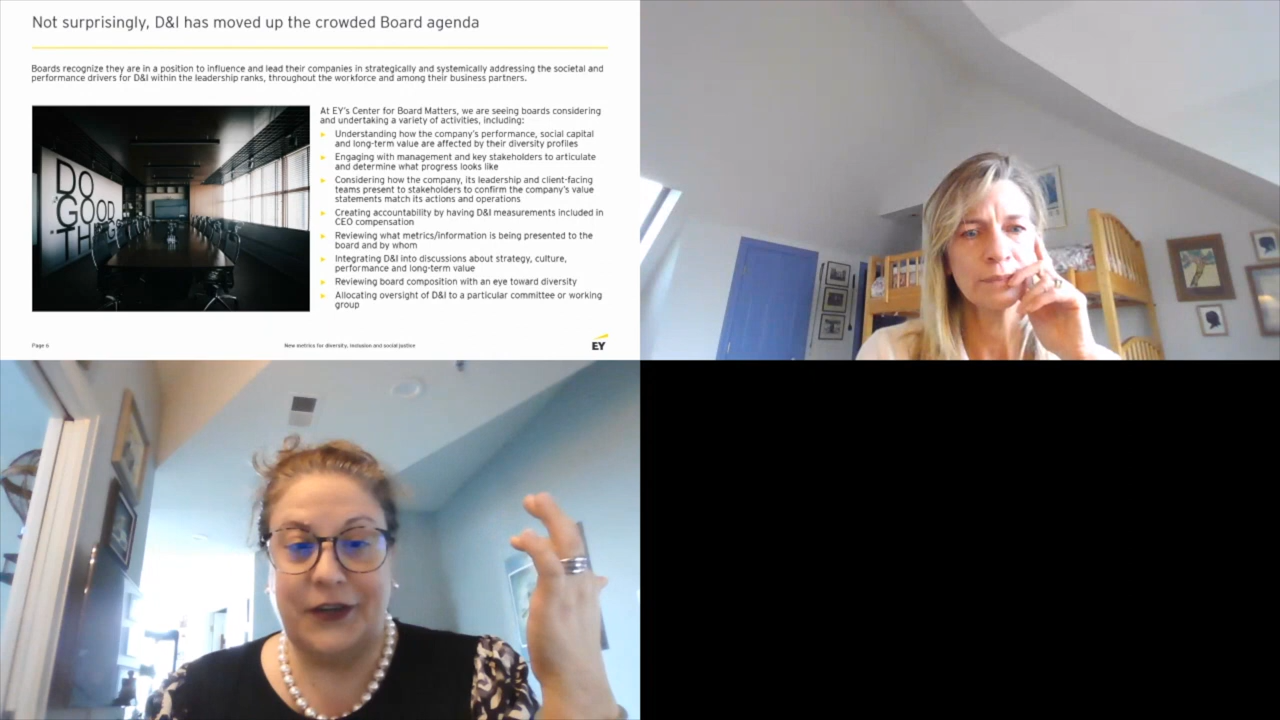 Not surprisingly, D&I has moved up the crowded Board agenda
Boards recognize they are in a position to influence and lead their companies in strategically and systemically addressing the societal and
performance drivers for D&I within the leadership ranks, throughout the workforce and among their business partners.
DO
GOOD
At EY's Center for Board Matters, we are seeing boards considering
and undertaking a variety of activities, including:
► Understanding how the company's performance, social capital
and long-term value are affected by their diversity profiles
► Engaging with management and key stakeholders to articulate
and determine what progress looks like
► Considering how the company, its leadership and client-facing
teams present to stakeholders to confirm the company's value
statements match its actions and operations
► Creating accountability by having D&I measurements included in
CEO compensation
► Reviewing what metrics/information is being presented to the
board and by whom
► Integrating D&I into discussions about strategy, culture,
performance and long-term value
► Reviewing board composition with an eye toward diversity
► Allocating oversight of D&I to a particular committee or working
group
Page 6
New metrics for diversity, inclusion and social justice
EY